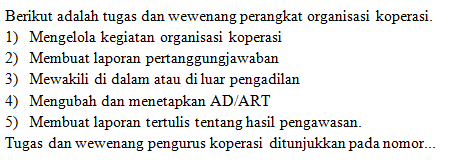 Berikut adalah tugas dan wewenang perangkat organisasi koperasi.
1) Mengelola kegiatan organisasi koperasi
2) Membuat laporan pertanggungjawaban
3) Mewakili di dalam atau di luar pengadilan
4) Mengubah dan menetapkan AD/ART
5) Membuat laporan tertulis tentang hasil pengawasan.
Tugas dan wewenang pengurus koperasi ditunjukkan pada nomor...